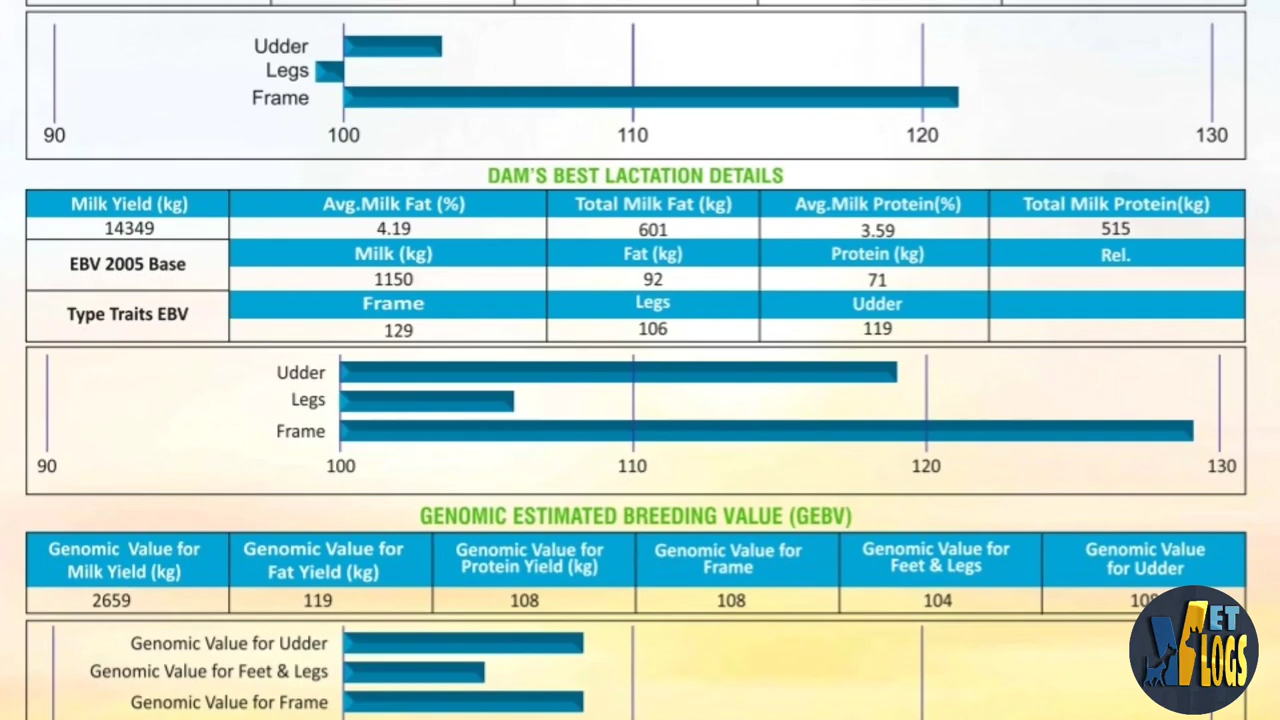 Udder
Legs
Frame
90 100 110 120 130
DAM'S BEST LACTATION DETAILS
Milk Yield (kg) Avg.Milk Fat (%) Total Milk Fat (kg) Avg.Milk Protein(%) Total Milk Protein(kg)
14349 4.19 601 3.59 515
EBV 2005 Base Milk (kg) Fat (kg) Protein (kg) Rel.
1150 92 71
Type Traits EBV Frame Legs Udder
129 106 119
Udder
Legs
Frame
90 100 110 120 130
GENOMIC ESTIMATED BREEDING VALUE (GEBV)
Genomic Value for Milk Yield (kg) Genomic Value for Fat Yield (kg) Genomic Value for Protein Yield (kg) Genomic Value for Frame Genomic Value for Feet & Legs Genomic Value for Udder
2659 119 108 108 104
Genomic Value for Udder
Genomic Value for Feet & Legs
Genomic Value for Frame
VET
VLOGS